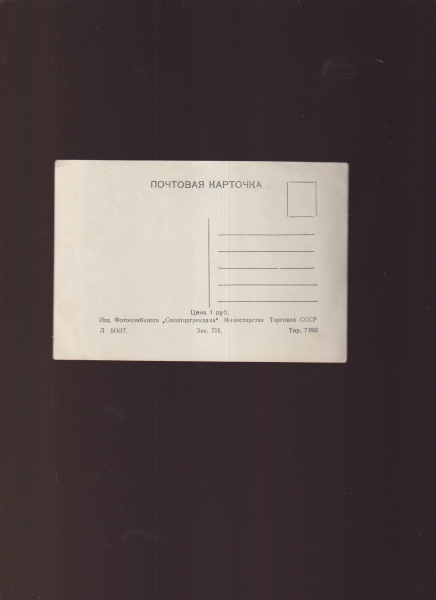 ПОЧТОВАЯ КАРТОЧКА
Цена 1 руб.
Изд. Фотокомбината „Союзторгреклама" Министерства Торговли СССР
Л 56617. Зак. 751. Тир. 7 000